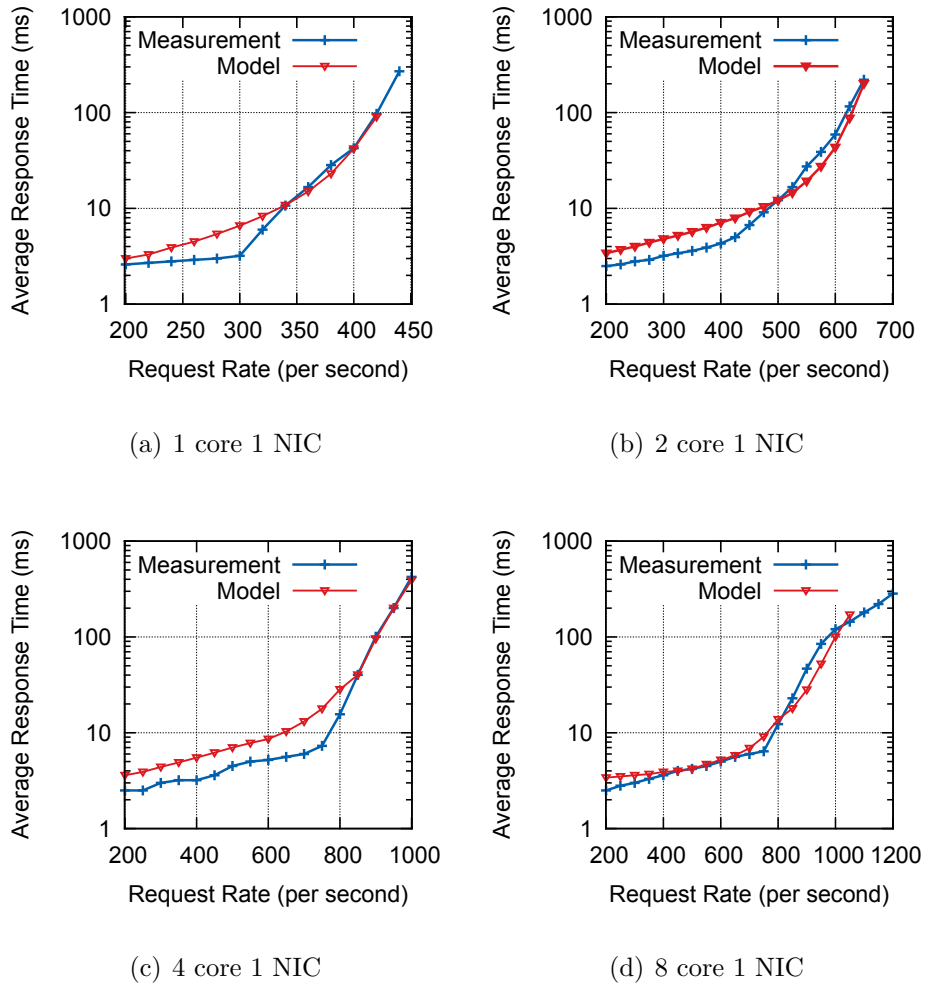 Average Response Time (ms)
1000
100
10
1
Measurement
Model
200 250 300 350 400 450
Request Rate (per second)
(a) 1 core 1 NIC
Average Response Time (ms)
1000
100
10
1
Measurement
Model
200 300 400 500 600 700
Request Rate (per second)
(b) 2 core 1 NIC
Average Response Time (ms)
1000
100
10
1
Measurement
Model
200 400 600 800 1000
Request Rate (per second)
(c) 4 core 1 NIC
Average Response Time (ms)
1000
100
10
1
Measurement
Model
200 400 600 800 1000 1200
Request Rate (per second)
(d) 8 core 1 NIC